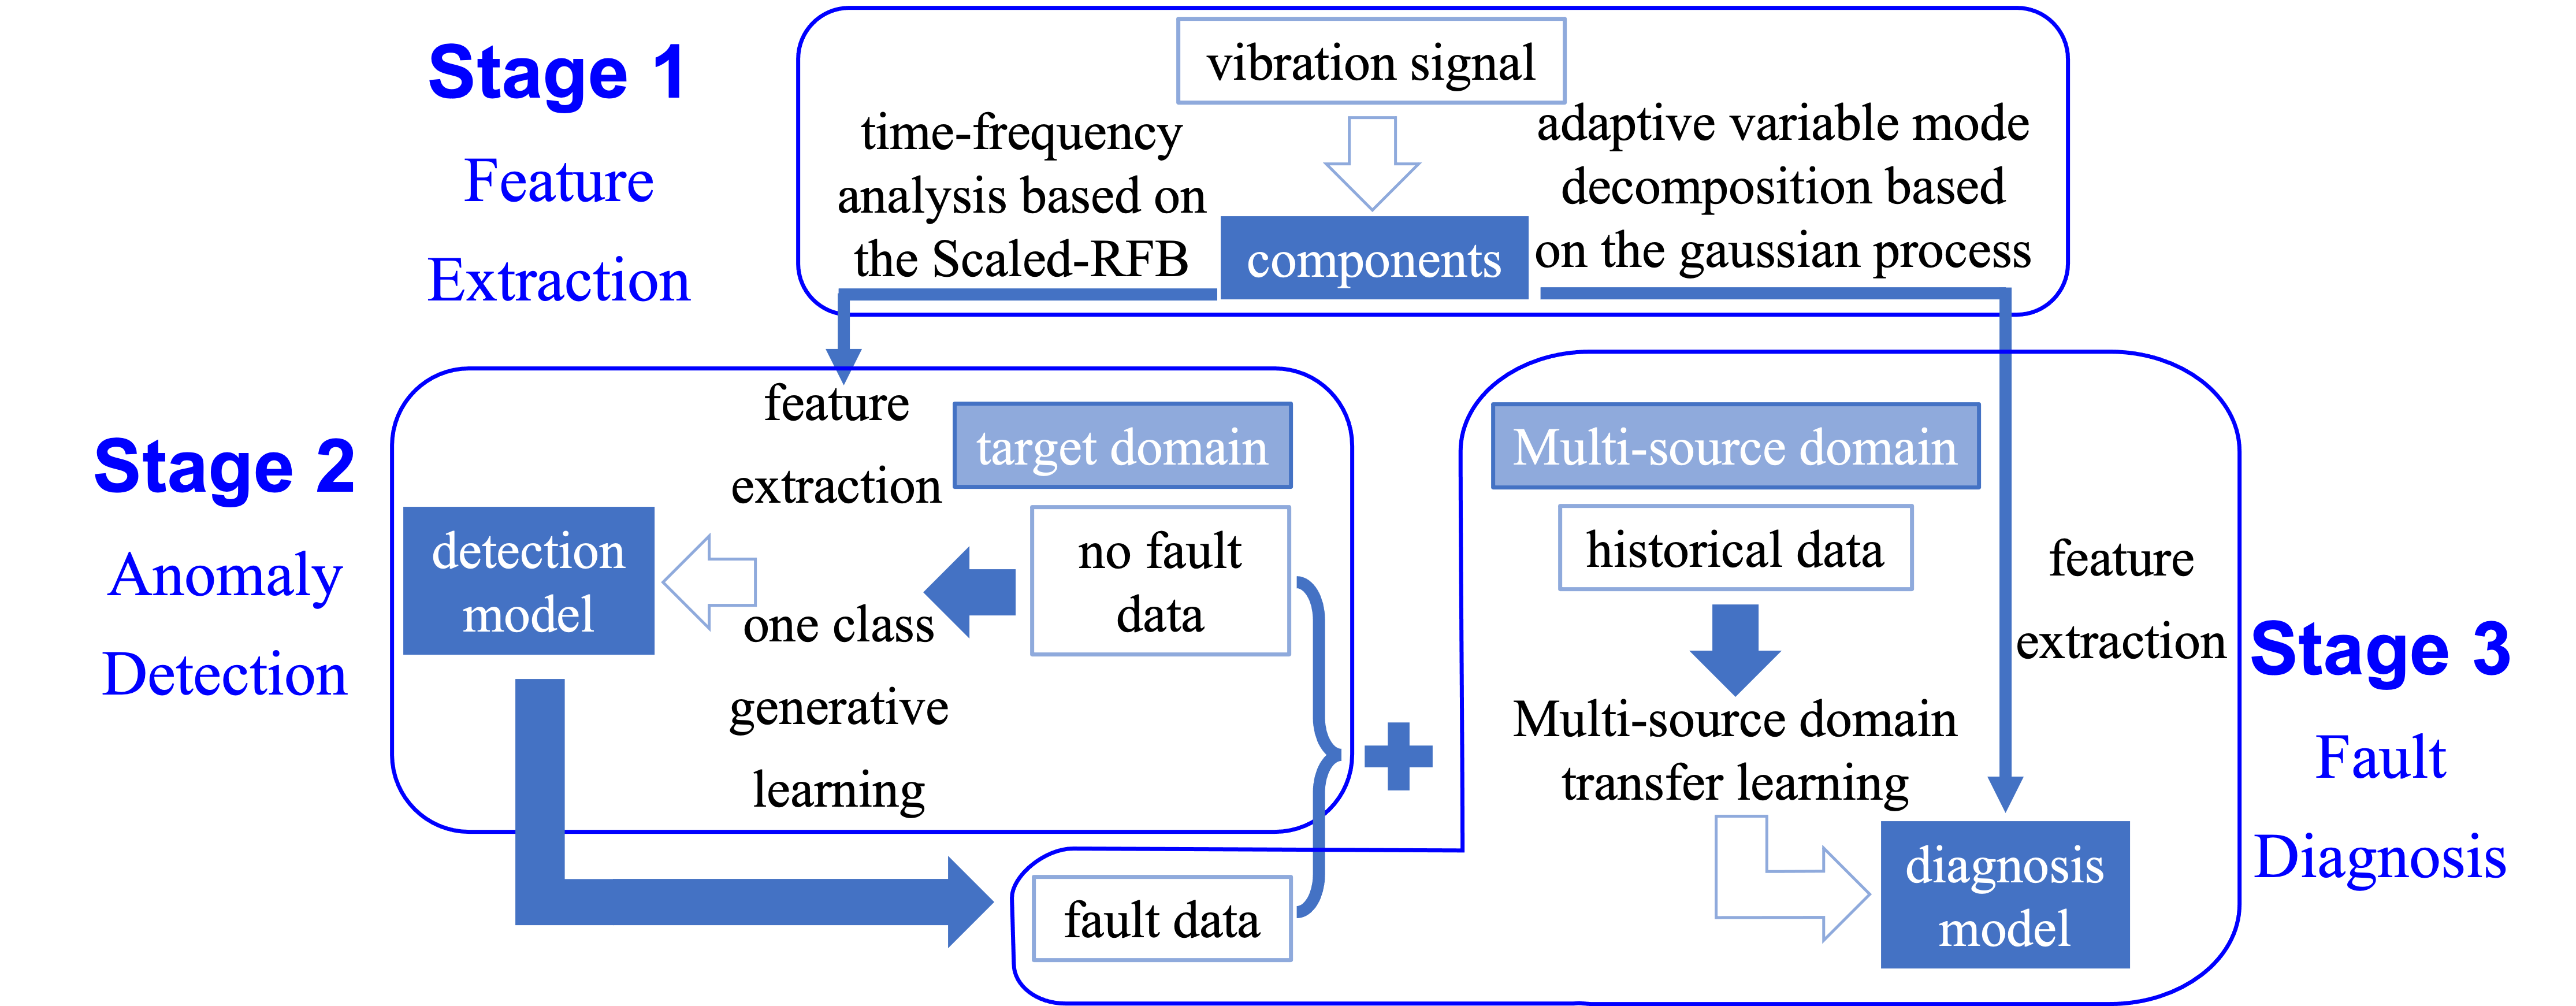 Stage 1
Feature
Extraction
vibration signal
time-frequency
analysis based on
the Scaled-RFB
adaptive variable mode
decomposition based
on the gaussian process
components
Stage 2
Anomaly
Detection
feature
extraction
target domain
detection
model
no fault
data
one class
generative
learning
fault data
Multi-source domain
historical data
Multi-source domain
transfer learning
feature
extraction
diagnosis
model
Stage 3
Fault
Diagnosis